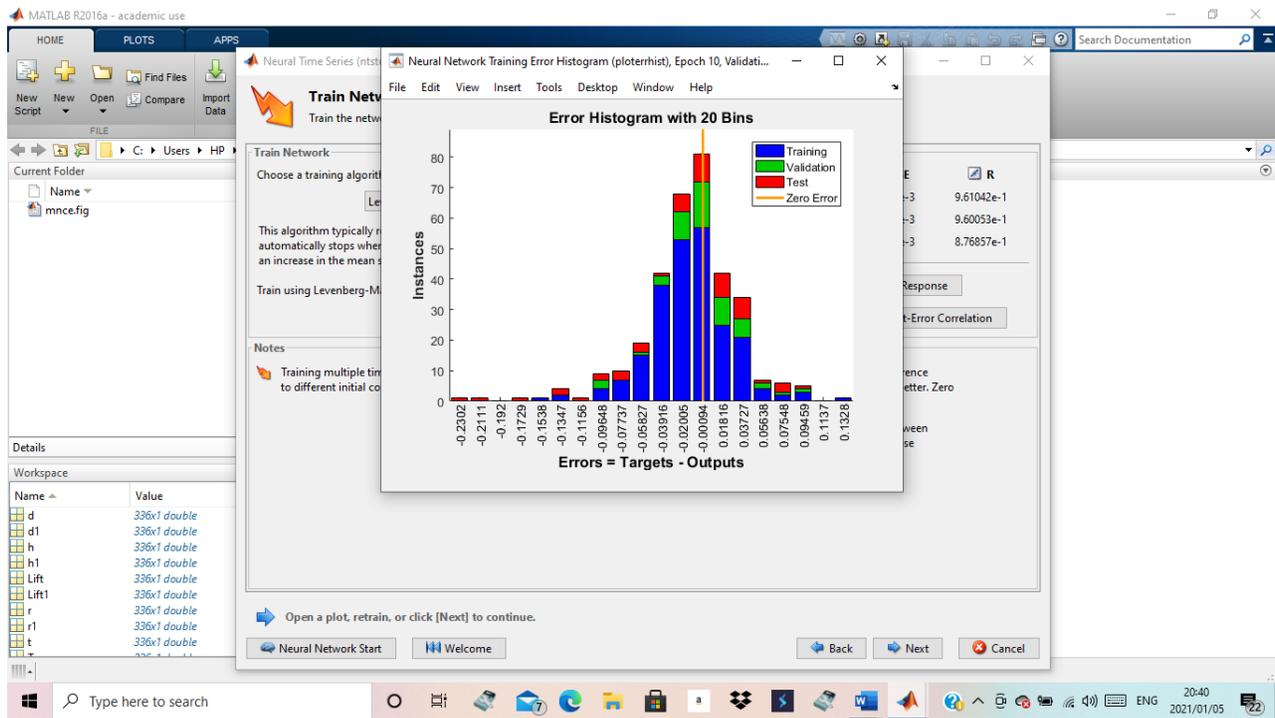 MATLAB R2016a - academic use
HOME PLOTS APPS
Search Documentation
New Script
New
Open
Find Files
Compare
Import Data
FILE
C: Users HP
Current Folder
Name
mnce.fig
Details
Workspace
Name Value
d 336x1 double
d1 336x1 double
h 336x1 double
h1 336x1 double
Lift 336x1 double
Lift1 336x1 double
r 336x1 double
r1 336x1 double
t 336x1 double
Neural Time Series (ntst
Train Netw
Train the netwo
Train Network
Choose a training algorit
Le
This algorithm typically r
automatically stops when
an increase in the mean s
Train using Levenberg-Ma
Notes
Training multiple tim
to different initial co
E R
e-3 9.61042e-1
e-3 9.60053e-1
e-3 8.76857e-1
Response
t-Error Correlation
rence
etter. Zero
ween
se
Neural Network Training Error Histogram (ploterrhist), Epoch 10, Validati...
File Edit View Insert Tools Desktop Window Help
Error Histogram with 20 Bins
Training
Validation
Test
Zero Error
Instances
80
70
60
50
40
30
20
10
0
-0.2302
-0.2111
-0.192
-0.1729
-0.1538
-0.1347
-0.1156
-0.09648
-0.07737
-0.05827
-0.03916
-0.02005
-0.00094
0.01816
0.03727
0.05638
0.07548
0.09459
0.1137
0.1328
Errors = Targets - Outputs
Open a plot, retrain, or click [Next] to continue.
Neural Network Start Welcome Back Next Cancel
Type here to search
7
a
ENG
20:40
2021/01/05
22